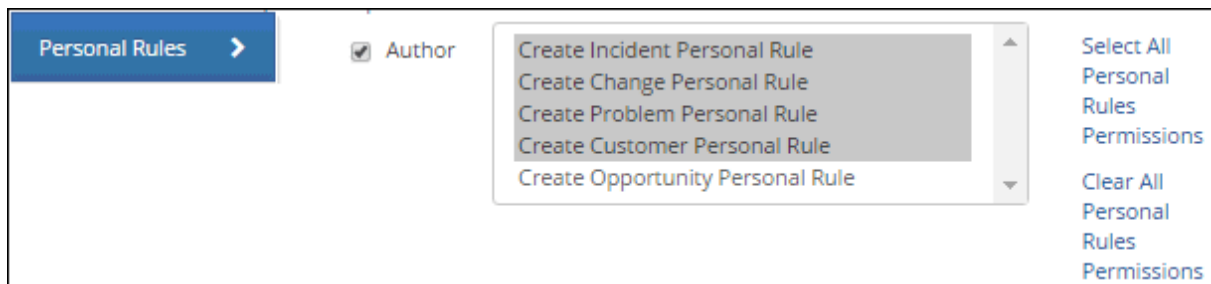 Personal Rules
Author
Create Incident Personal Rule
Create Change Personal Rule
Create Problem Personal Rule
Create Customer Personal Rule
Create Opportunity Personal Rule
Select All
Personal
Rules
Permissions
Clear All
Personal
Rules
Permissions